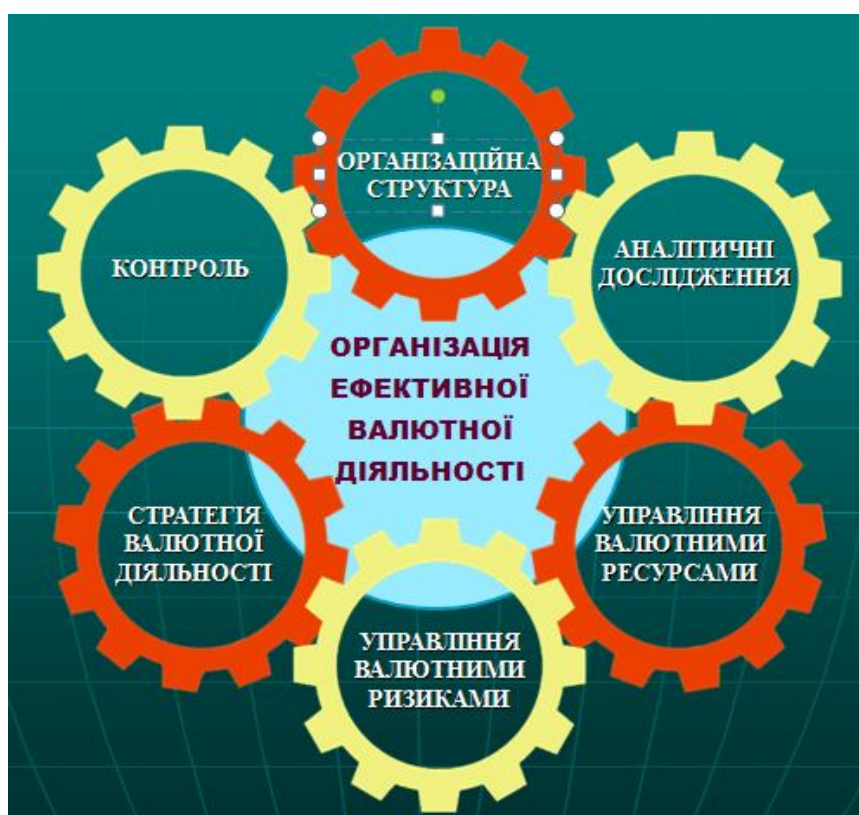 ОРГАНІЗАЦІЙНА
СТРУКТУРА
АНАЛІТИЧНІ
ДОСЛІДЖЕННЯ
КОНТРОЛЬ
ОРГАНІЗАЦІЯ
ЕФЕКТИВНОЇ
ВАЛЮТНОЇ
ДІЯЛЬНОСТІ
СТРАТЕГІЯ
ВАЛЮТНОЇ
ДІЯЛЬНОСТІ
УПРАВЛІННЯ
ВАЛЮТНИМИ
РЕСУРСАМИ
УПРАВЛІННЯ
ВАЛЮТНИМИ
РИЗИКАМИ